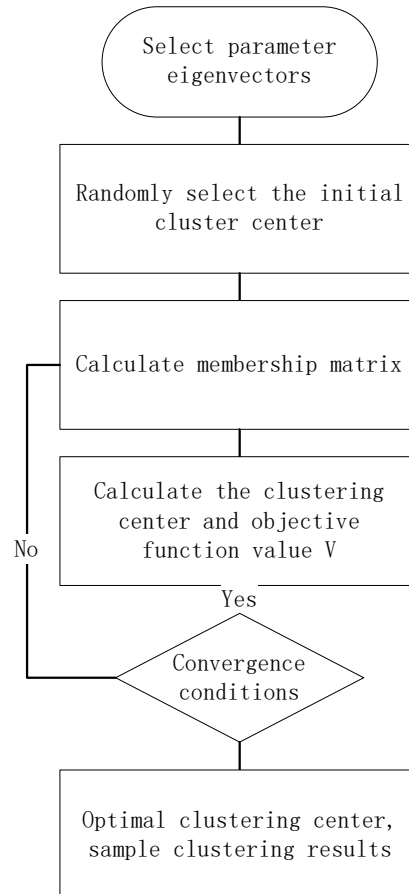 Select parameter
eigenvectors
Randomly select the initial
cluster center
Calculate membership matrix
Calculate the clustering
center and objective
function value V
No
Yes
Convergence
conditions
Optimal clustering center,
sample clustering results